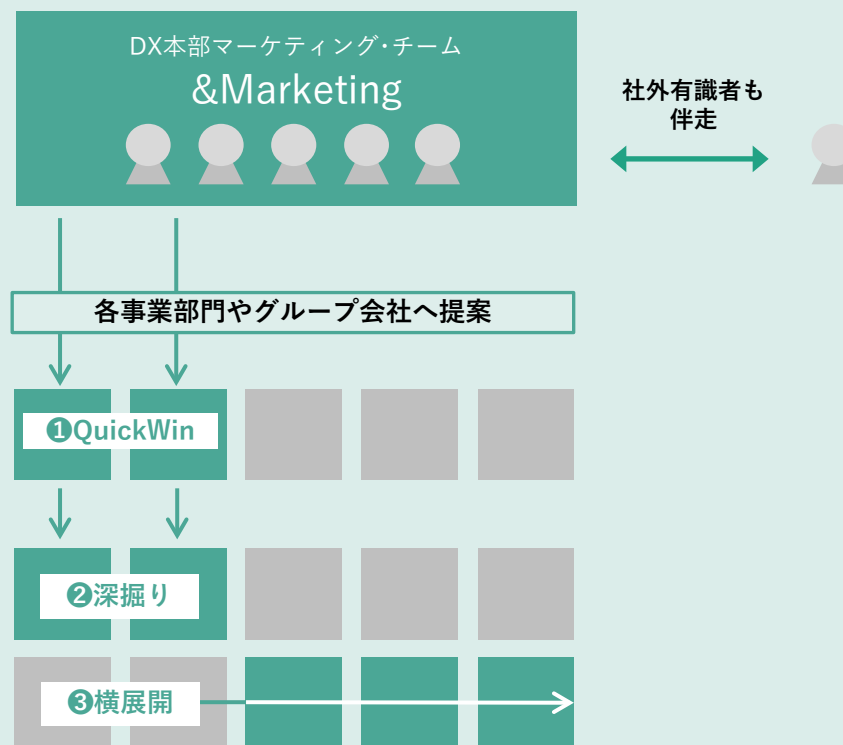 DX本部マーケティング・チーム
&Marketing
社外有識者も
伴走
各事業部門やグループ会社へ提案
❶QuickWin
❷深掘り
❸横展開